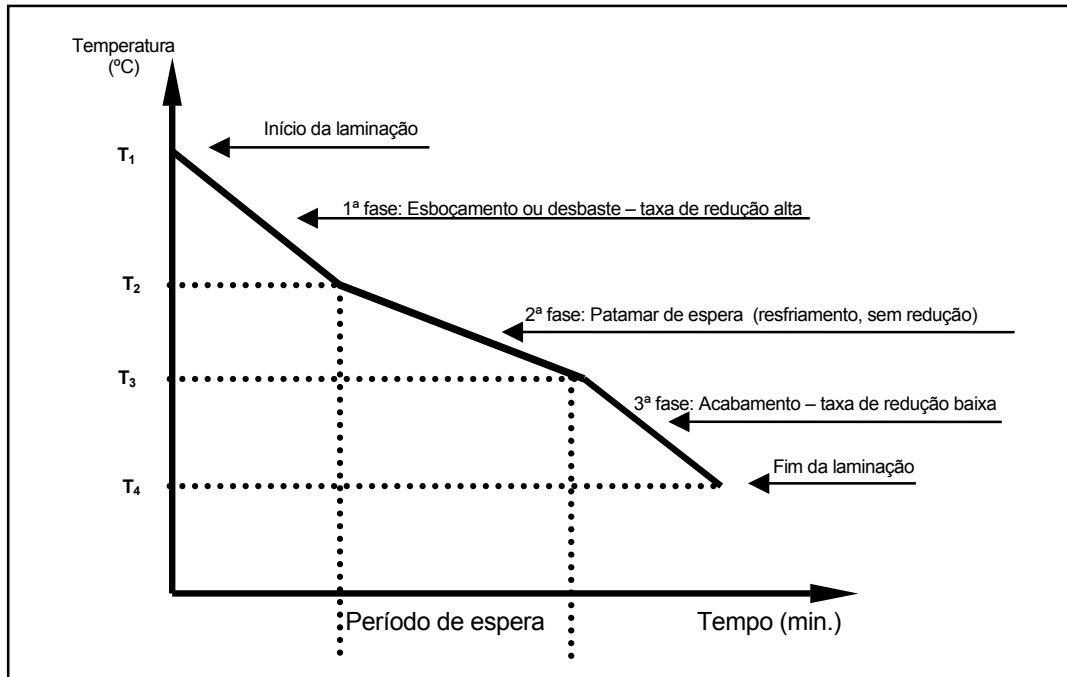 Temperatura
(ºC)
Início da laminação
T₁
1ª fase: Esboçamento ou desbaste – taxa de redução alta
T₂
2ª fase: Patamar de espera (resfriamento, sem redução)
T₃
3ª fase: Acabamento – taxa de redução baixa
Fim da laminação
T₄
Período de espera
Tempo (min.)